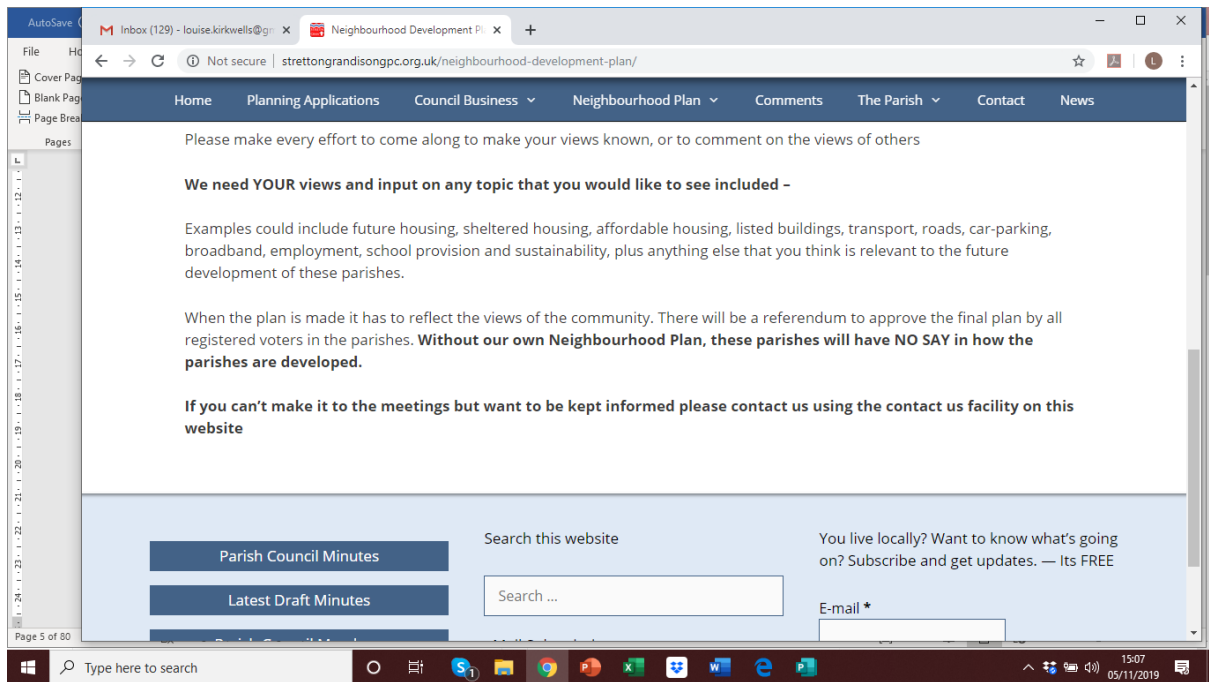 AutoSave
Inbox (129) - louise.kirkwells@gm
Neighbourhood Development Pl
File Ho
Not secure | strettongrandisongpc.org.uk/neighbourhood-development-plan/
L
Cover Pag
Blank Pag
Page Brea
Pages
Home Planning Applications Council Business Neighbourhood Plan Comments The Parish Contact News
Please make every effort to come along to make your views known, or to comment on the views of others
We need YOUR views and input on any topic that you would like to see included –
Examples could include future housing, sheltered housing, affordable housing, listed buildings, transport, roads, car-parking,
broadband, employment, school provision and sustainability, plus anything else that you think is relevant to the future
development of these parishes.
When the plan is made it has to reflect the views of the community. There will be a referendum to approve the final plan by all
registered voters in the parishes. Without our own Neighbourhood Plan, these parishes will have NO SAY in how the
parishes are developed.
If you can't make it to the meetings but want to be kept informed please contact us using the contact us facility on this
website
Parish Council Minutes
Latest Draft Minutes
Search this website
Search ...
You live locally? Want to know what's going
on? Subscribe and get updates. — Its FREE
E-mail *
Page 5 of 80
Type here to search
15:07
05/11/2019